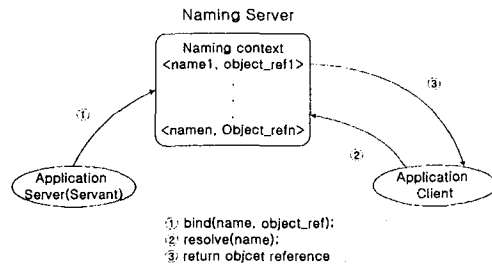 Naming Server
Naming context
<name1, object_ref1>
.
.
.
<namen, Object_refn>
①
②
③
Application
Server(Servant)
Application
Client
① bind(name, object_ref);
② resolve(name);
③ return objcet reference